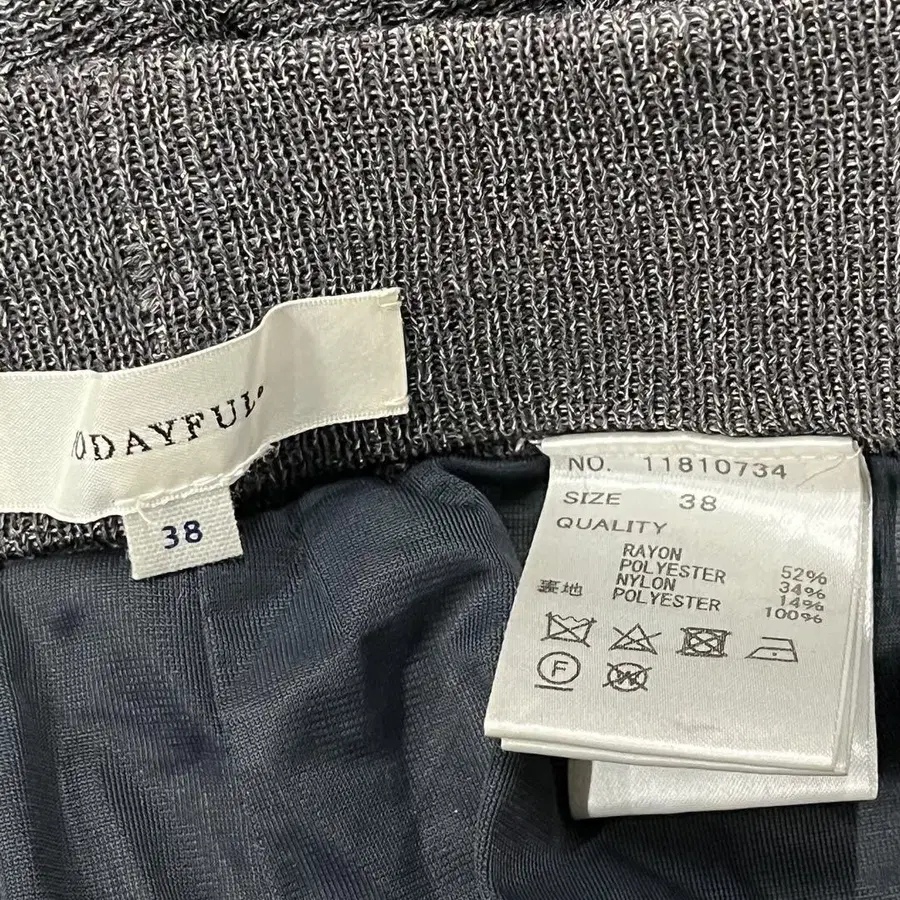 ODAYFUL
38
NO. 11810734
SIZE 38
QUALITY
RAYON 52%
POLYESTER 34%
NYLON 14%
裏地 POLYESTER 100%
F
W